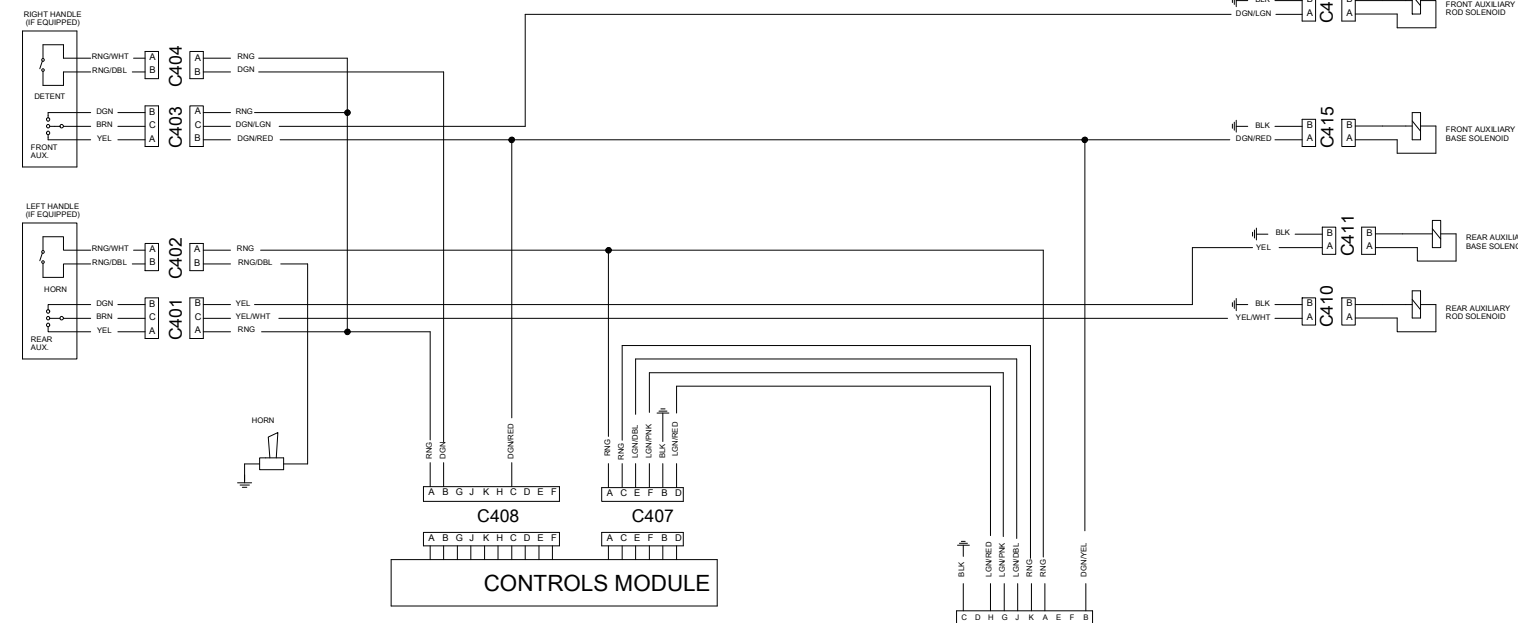 RIGHT HANDLE
(IF EQUIPPED)
RNG/WHT A C404 A RNG
RNG/DBL B B DGN
DETENT
DGN B C403 A RNG
BRN C C DGN/LGN
YEL A B DGN/RED
FRONT
AUX.
BLK
DGN/LGN A C4 A
FRONT AUXILIARY
ROD SOLENOID
BLK B C415 B
DGN/RED A A
FRONT AUXILIARY
BASE SOLENOID
LEFT HANDLE
(IF EQUIPPED)
RNG/WHT A C402 A RNG
RNG/DBL B B RNG/DBL
HORN
DGN B C401 B YEL
BRN C C YEL/WHT
YEL A A RNG
REAR
AUX.
BLK B C411 B
YEL A A
REAR
BASE
BLK B C410 B
YEL/WHT A A
REAR AUXILIARY
ROD SOLENOID
HORN
RNG DGN DGN/RED
A B G J K H C D E F
C408
A B G J K H C D E F
RNG RNG LGN/DBL LGN/PNK BLK LGN/RED
A C E F B D
C407
A C E F B D
CONTROLS MODULE
BLK LGN/RED LGN/PNK LGN/DBL RNG RNG DGN/YEL
C D H G J K A E F B